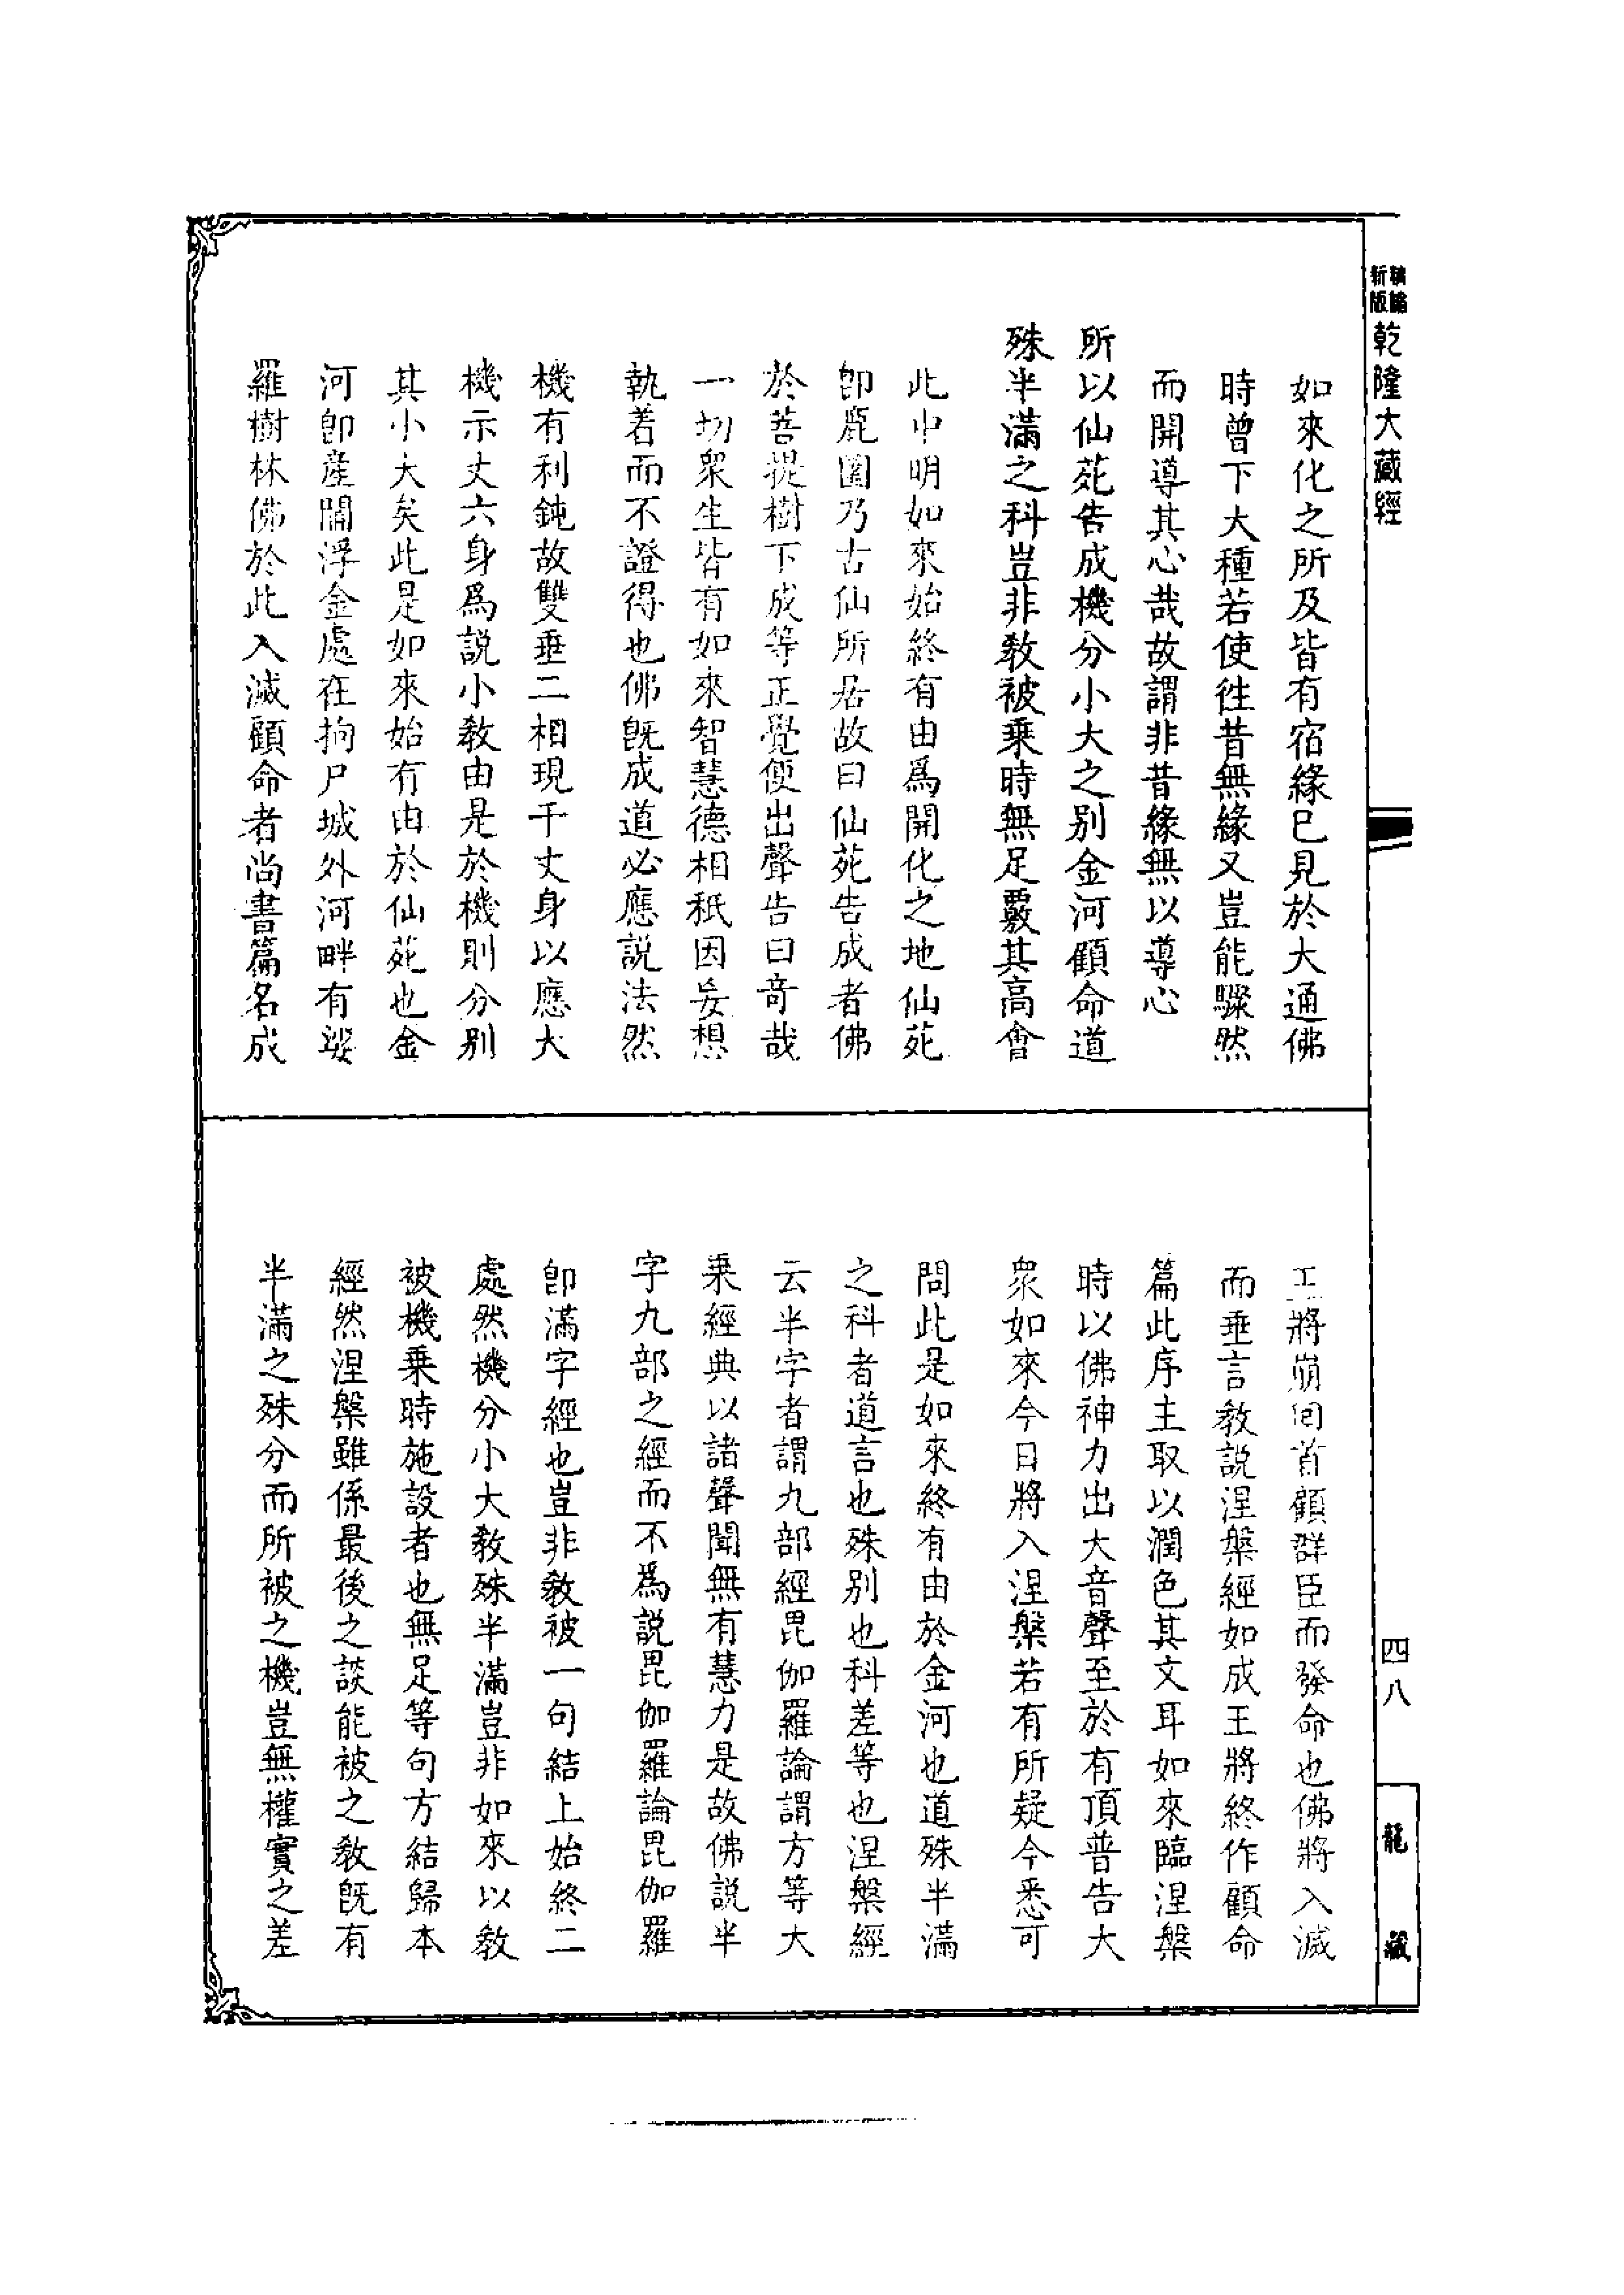 新版
精編
乾隆大藏經
如來化之所及皆有宿緣已見於大通佛
時曾下大種若使徃昔無緣又豈能驟然
而開導其心哉故謂非昔緣無以導心
所以仙苑告成機分小大之别金河顧命道
殊半滿之科豈非教被乗時無足覈其高會
此中明如來始終有由爲開化之地仙苑
卽鹿園乃古仙所居故曰仙苑告成者佛
於菩提樹下成等正覺便出聲告曰竒哉
一切衆生皆有如來智慧德相秖因妄想
執着而不證得也佛旣成道必應説法然
機有利鈍故雙垂二相現千丈身以應大
機示丈六身爲説小教由是於機則分别
其小大矣此是如來始有由於仙苑也金
河卽産閻浮金處在拘尸城外河畔有娑
羅樹林佛於此入滅顧命者尚書篇名成
王將崩囘首顧群臣而發命也佛將入滅
而垂言教説涅槃經如成王將終作顧命
篇此序主取以潤色其文耳如來臨涅槃
時以佛神力出大音聲至於有頂普告大
衆如來今日將入涅槃若有所疑今悉可
問此是如來終有由於金河也道殊半滿
之科者道言也殊别也科差等也涅槃經
云半字者謂九部經毘伽羅論謂方等大
乗經典以諸聲聞無有慧力是故佛説半
字九部之經而不爲説毘伽羅論毘伽羅
卽滿字經也豈非教被一句結上始終二
處然機分小大教殊半滿豈非如來以教
被機乗時施設者也無足等句方結歸本
經然涅槃雖係最後之談能被之教旣有
半滿之殊分而所被之機豈無權實之差
四八
龍藏